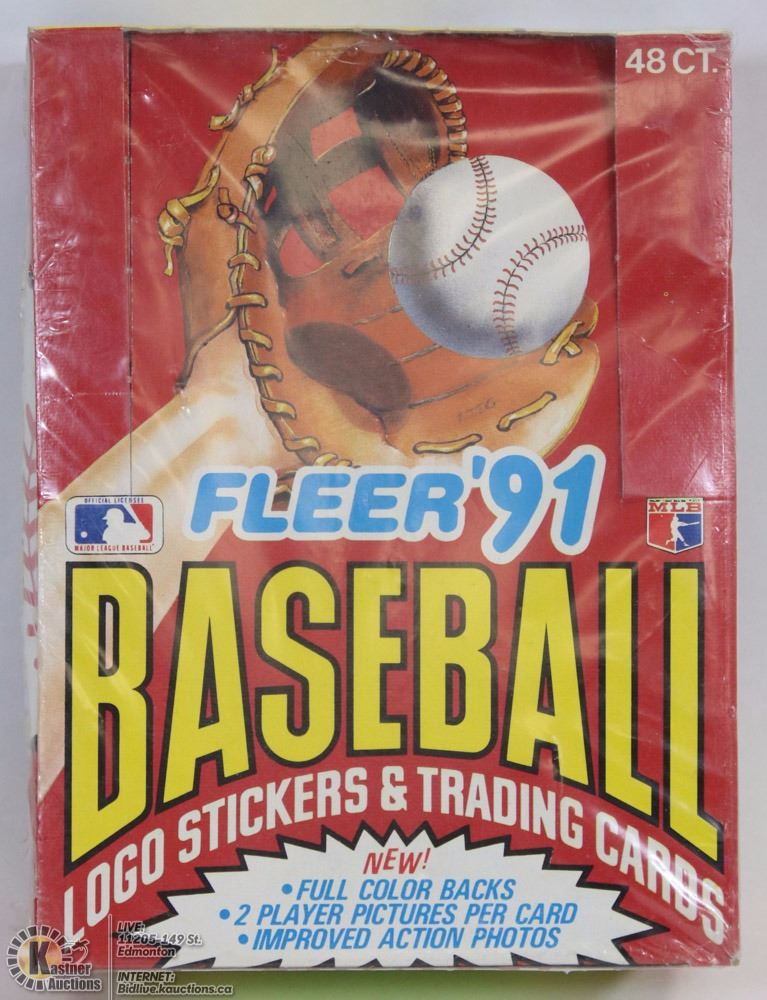 48 CT.
FLEER '91
OFFICIAL LICENSEE
MAJOR LEAGUE BASEBALL
MLB
BASEBALL
LOGO STICKERS & TRADING CARDS
NEW!
•FULL COLOR BACKS
•2 PLAYER PICTURES PER CARD
•IMPROVED ACTION PHOTOS
Kastner
Auctions
LIVE:
11205-149 St.
Edmonton
INTERNET:
Bidlive.kauctions.ca